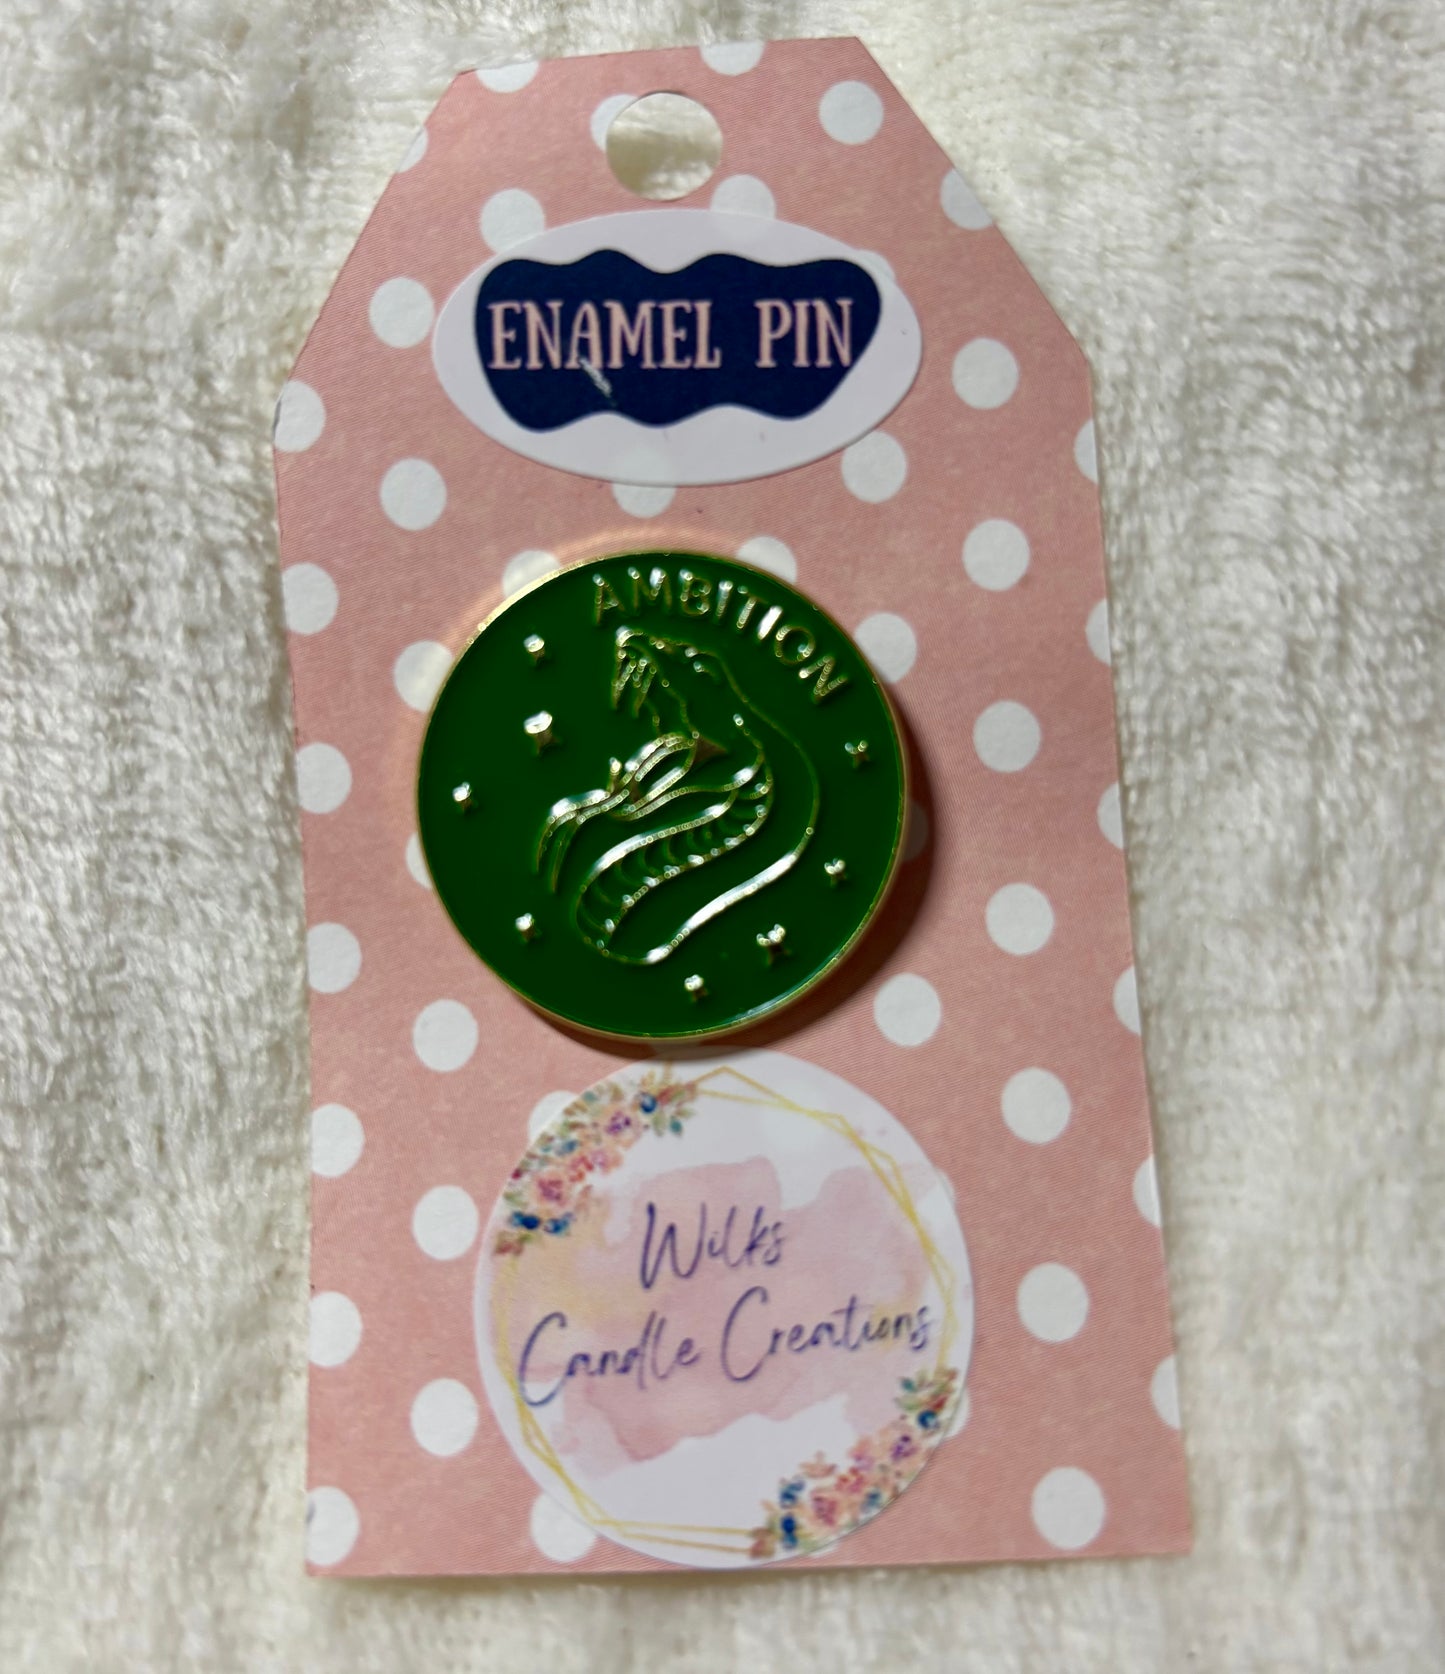 ENAMEL PIN
AMBITION
Wilks
Candle Creations